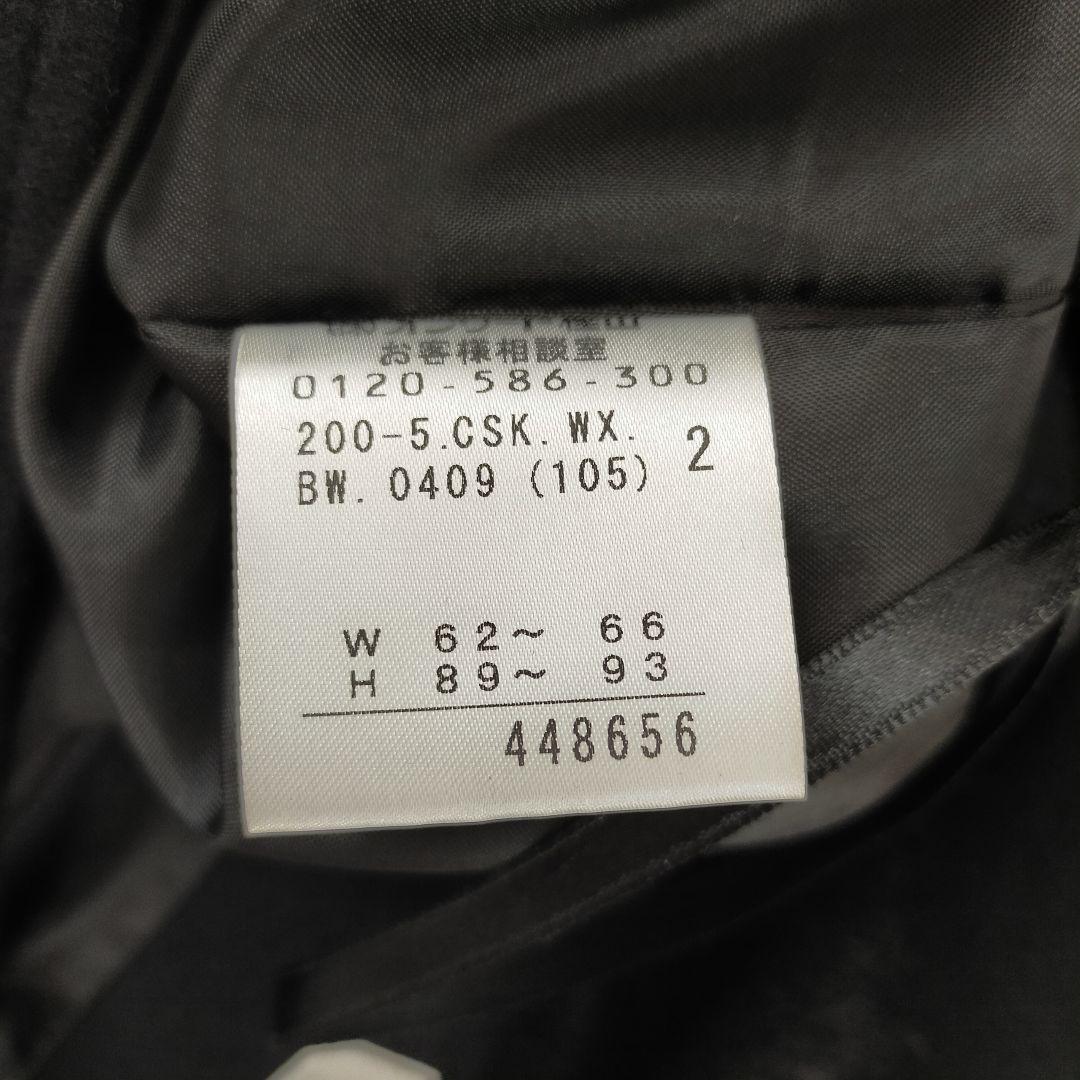 お客様相談室
0120-586-300
200-5.CSK.WX. 2
BW.0409 (105)
W 62～ 66
H 89～ 93
448656